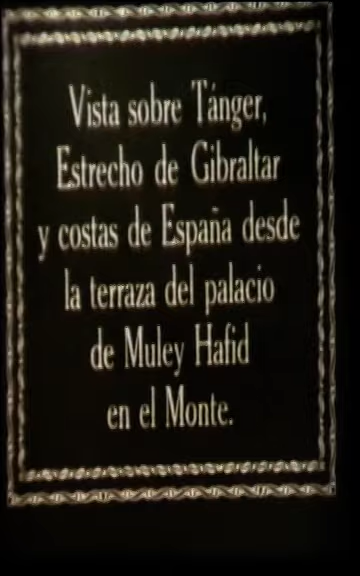 Vista sobre Tánger,
Estrecho de Gibraltar
y costas de España desde
la terraza del palacio
de Muley Hafid
en el Monte.